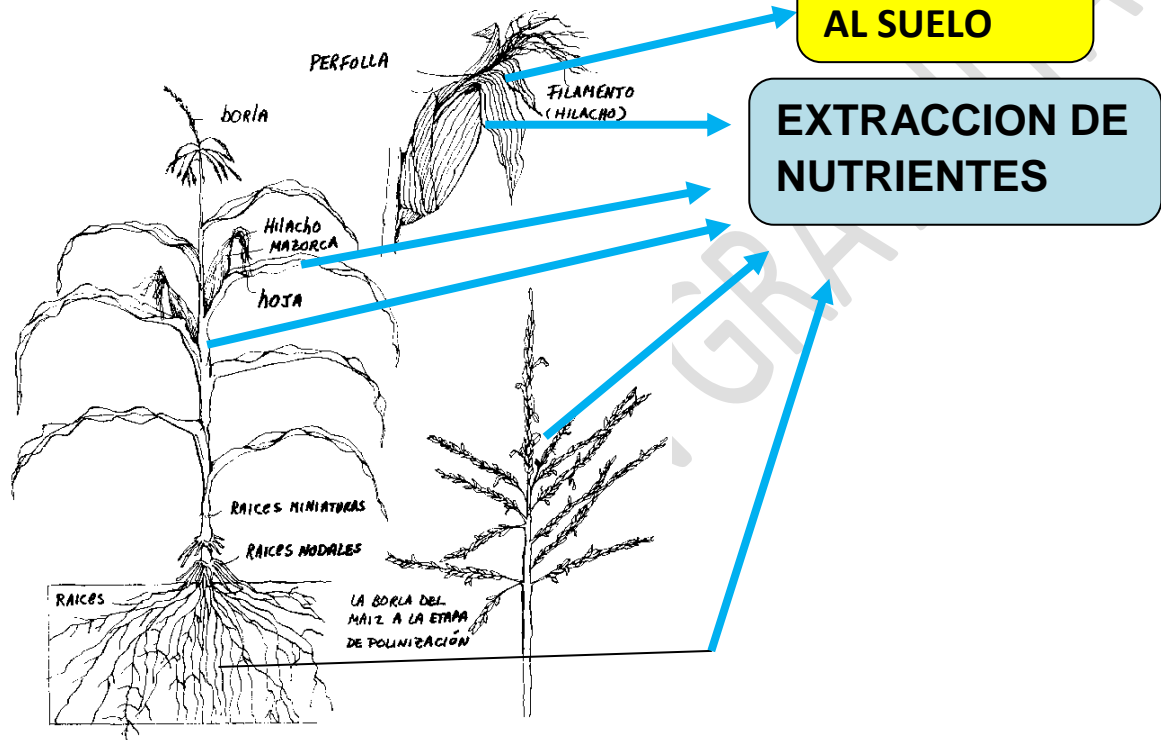 AL SUELO
PERFOLLA
FILAMENTO
(HILACHO)
EXTRACCION DE
NUTRIENTES
borla
Hilacho
MAZORCA
hoja
RAICES MINIATURAS
RAICES NODALES
RAICES
LA BORLA DEL
MAIZ A LA ETAPA
DE POLINIZACIÓN